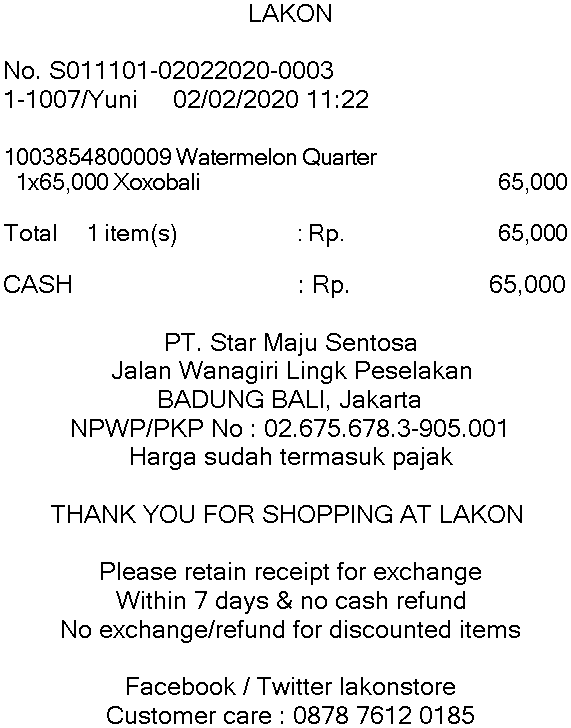 LAKON
No. S011101-02022020-0003
1-1007/Yuni 02/02/2020 11:22
1003854800009 Watermelon Quarter
1x65,000 Xoxobali 65,000
Total 1 item(s) : Rp. 65,000
CASH : Rp. 65,000
PT. Star Maju Sentosa
Jalan Wanagiri Lingk Peselakan
BADUNG BALI, Jakarta
NPWP/PKP No : 02.675.678.3-905.001
Harga sudah termasuk pajak
THANK YOU FOR SHOPPING AT LAKON
Please retain receipt for exchange
Within 7 days & no cash refund
No exchange/refund for discounted items
Facebook / Twitter lakonstore
Customer care : 0878 7612 0185